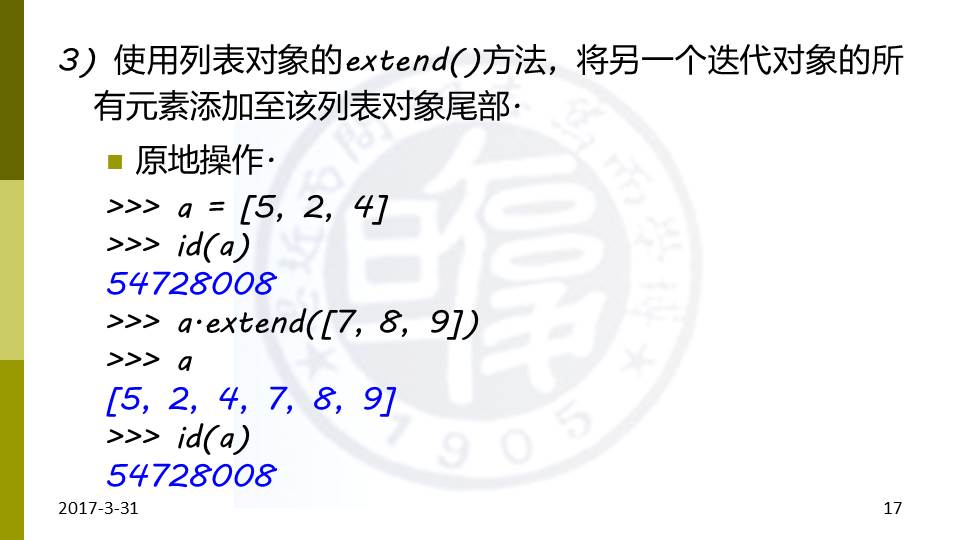 3）使用列表对象的extend()方法，将另一个迭代对象的所
有元素添加至该列表对象尾部.
原地操作.
>>> a = [5, 2, 4]
>>> id(a)
54728008
>>> a.extend([7, 8, 9])
>>> a
[5, 2, 4, 7, 8, 9]
>>> id(a)
54728008
1905
2017-3-31
17